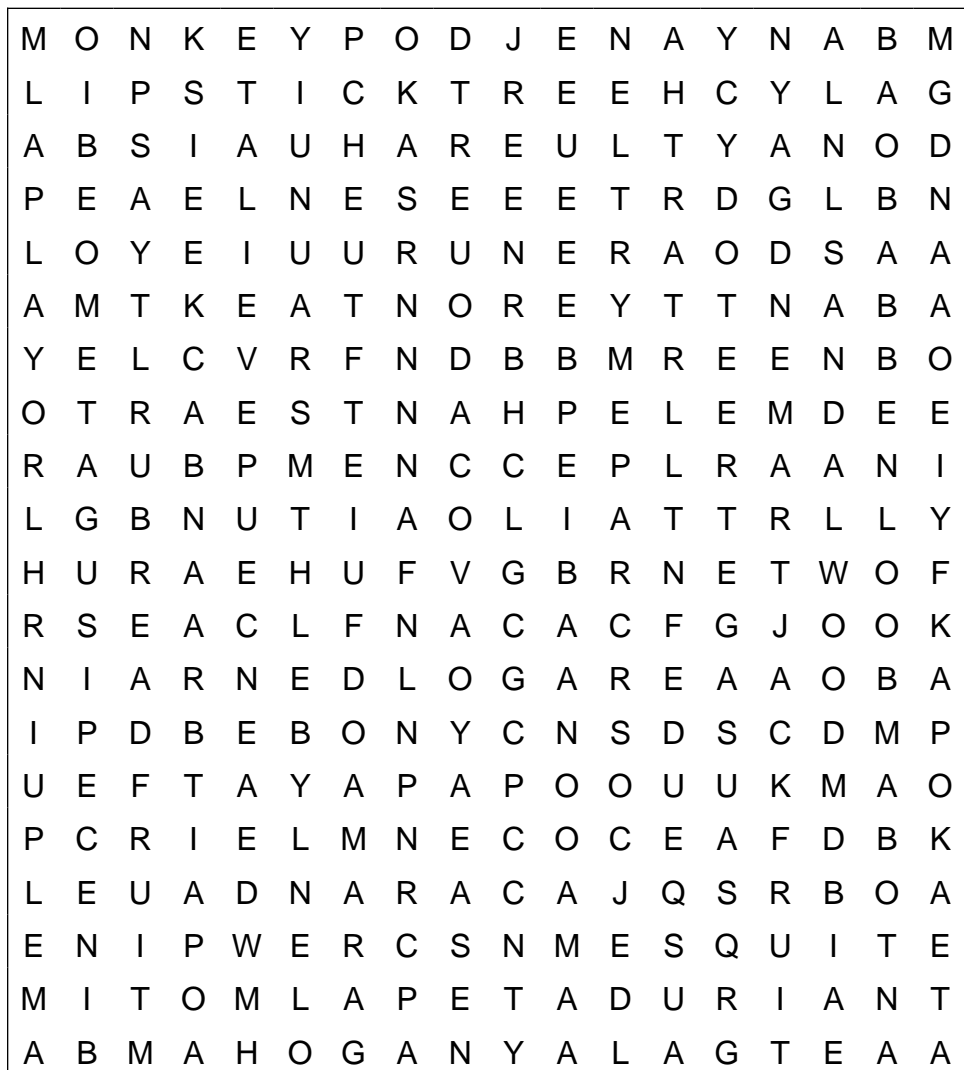 M O N K E Y P O D J E N A Y N A B M
L I P S T I C K T R E E H C Y L A G
A B S I A U H A R E U L T Y A N O D
P E A E L N E S E E E T R D G L B N
L O Y E I U U R U N E R A O D S A A
A M T K E A T N O R E Y T T N A B A
Y E L C V R F N D B B M R E E N B O
O T R A E S T N A H P E L E M D E E
R A U B P M E N C C E P L R A A N I
L G B N U T I A O L I A T T R L L Y
H U R A E H U F V G B R N E T W O F
R S E A C L F N A C A C F G J O O K
N I A R N E D L O G A R E A A O B A
I P D B E B O N Y C N S D S C D M P
U E F T A Y A P A P O O U U K M A O
P C R I E L M N E C O C E A F D B K
L E U A D N A R A C A J Q S R B O A
E N I P W E R C S N M E S Q U I T E
M I T O M L A P E T A D U R I A N T
A B M A H O G A N Y A L A G T E A A